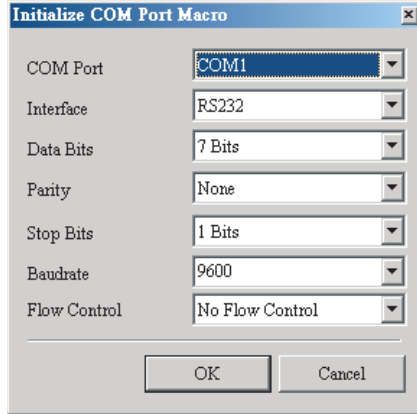 Initialize COM Port Macro
COM Port COM1
Interface RS232
Data Bits 7 Bits
Parity None
Stop Bits 1 Bits
Baudrate 9600
Flow Control No Flow Control
OK Cancel